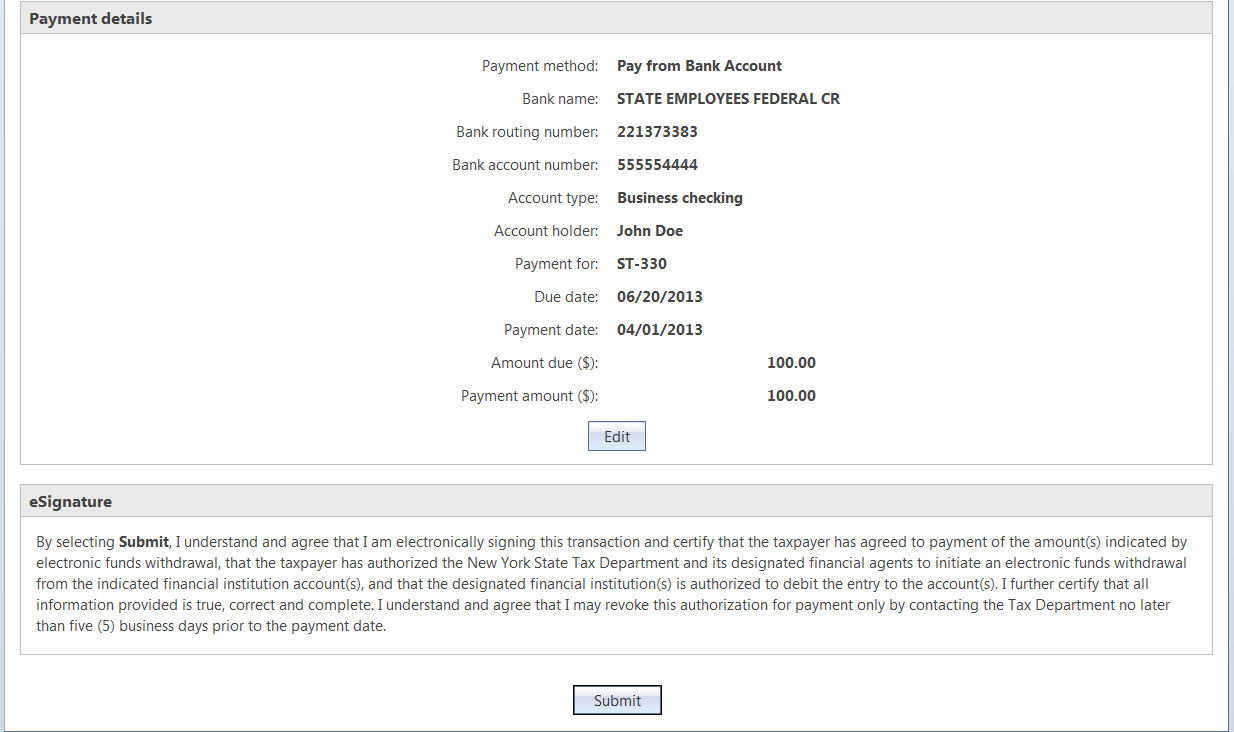 Payment details
Payment method: Pay from Bank Account
Bank name: STATE EMPLOYEES FEDERAL CR
Bank routing number: 221373383
Bank account number: 555554444
Account type: Business checking
Account holder: John Doe
Payment for: ST-330
Due date: 06/20/2013
Payment date: 04/01/2013
Amount due ($): 100.00
Payment amount ($): 100.00
Edit
eSignature
By selecting Submit, I understand and agree that I am electronically signing this transaction and certify that the taxpayer has agreed to payment of the amount(s) indicated by
electronic funds withdrawal, that the taxpayer has authorized the New York State Tax Department and its designated financial agents to initiate an electronic funds withdrawal
from the indicated financial institution account(s), and that the designated financial institution(s) is authorized to debit the entry to the account(s). I further certify that all
information provided is true, correct and complete. I understand and agree that I may revoke this authorization for payment only by contacting the Tax Department no later
than five (5) business days prior to the payment date.
Submit